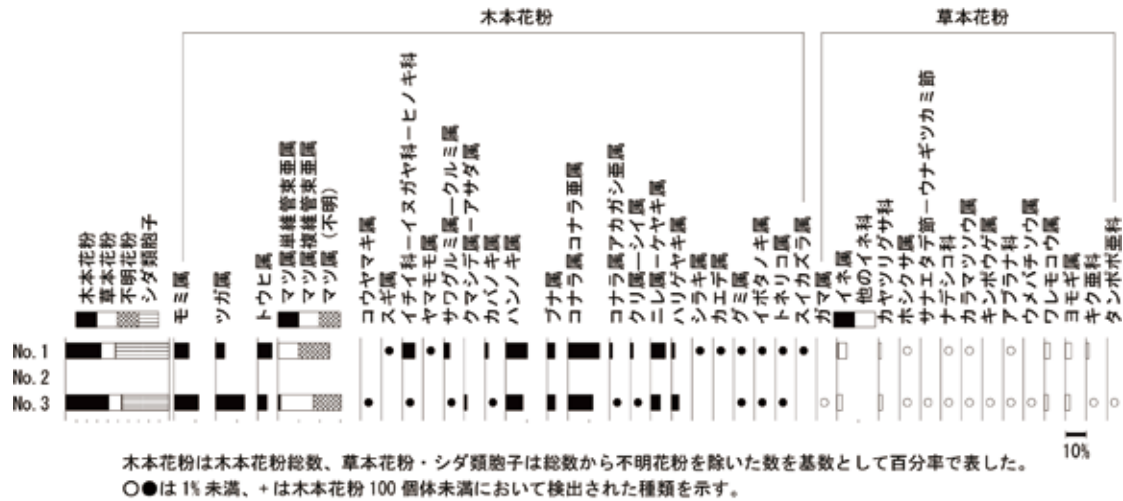 木本花粉
草本花粉
木本花粉
草本花粉
不明花粉
シダ類胞子
モミ属
ツガ属
トウヒ属
マツ属単維管束亜属
マツ属複維管束亜属
マツ属(不明)
コウヤマキ属
スギ属
イチイ科―イヌガヤ科―ヒノキ科
ヤマモモ属
サワグルミ属―クルミ属
クマシデ属―アサダ属
カバノキ属
ハンノキ属
ブナ属
コナラ属コナラ亜属
コナラ属アカガシ亜属
クリ属―シイ属
ニレ属―ケヤキ属
ハリゲヤキ属
シラキ属
カエデ属
グミ属
イボタノキ属
トネリコ属
スイカズラ属
ガマ属
イネ属
他のイネ科
カヤツリグサ科
ホシクサ属
サナエタデ節―ウナギツカミ節
ナデシコ科
カラマツソウ属
キンポウゲ属
アブラナ科
ウメバチソウ属
ワレモコウ属
ヨモギ属
キク亜科
タンポポ亜科
No. 1
No. 2
No. 3
10%
木本花粉は木本花粉総数、草本花粉・シダ類胞子は総数から不明花粉を除いた数を基数として百分率で表した。
○●は1%未満、+は木本花粉100個体未満において検出された種類を示す。